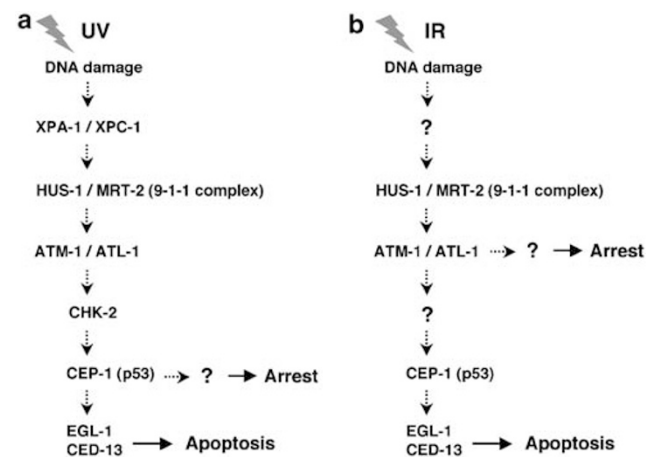 a UV
DNA damage
XPA-1 / XPC-1
HUS-1 / MRT-2 (9-1-1 complex)
ATM-1 / ATL-1
CHK-2
CEP-1 (p53) ? Arrest
EGL-1
CED-13 Apoptosis
b IR
DNA damage
?
HUS-1 / MRT-2 (9-1-1 complex)
ATM-1 / ATL-1 ? Arrest
?
CEP-1 (p53)
EGL-1
CED-13 Apoptosis